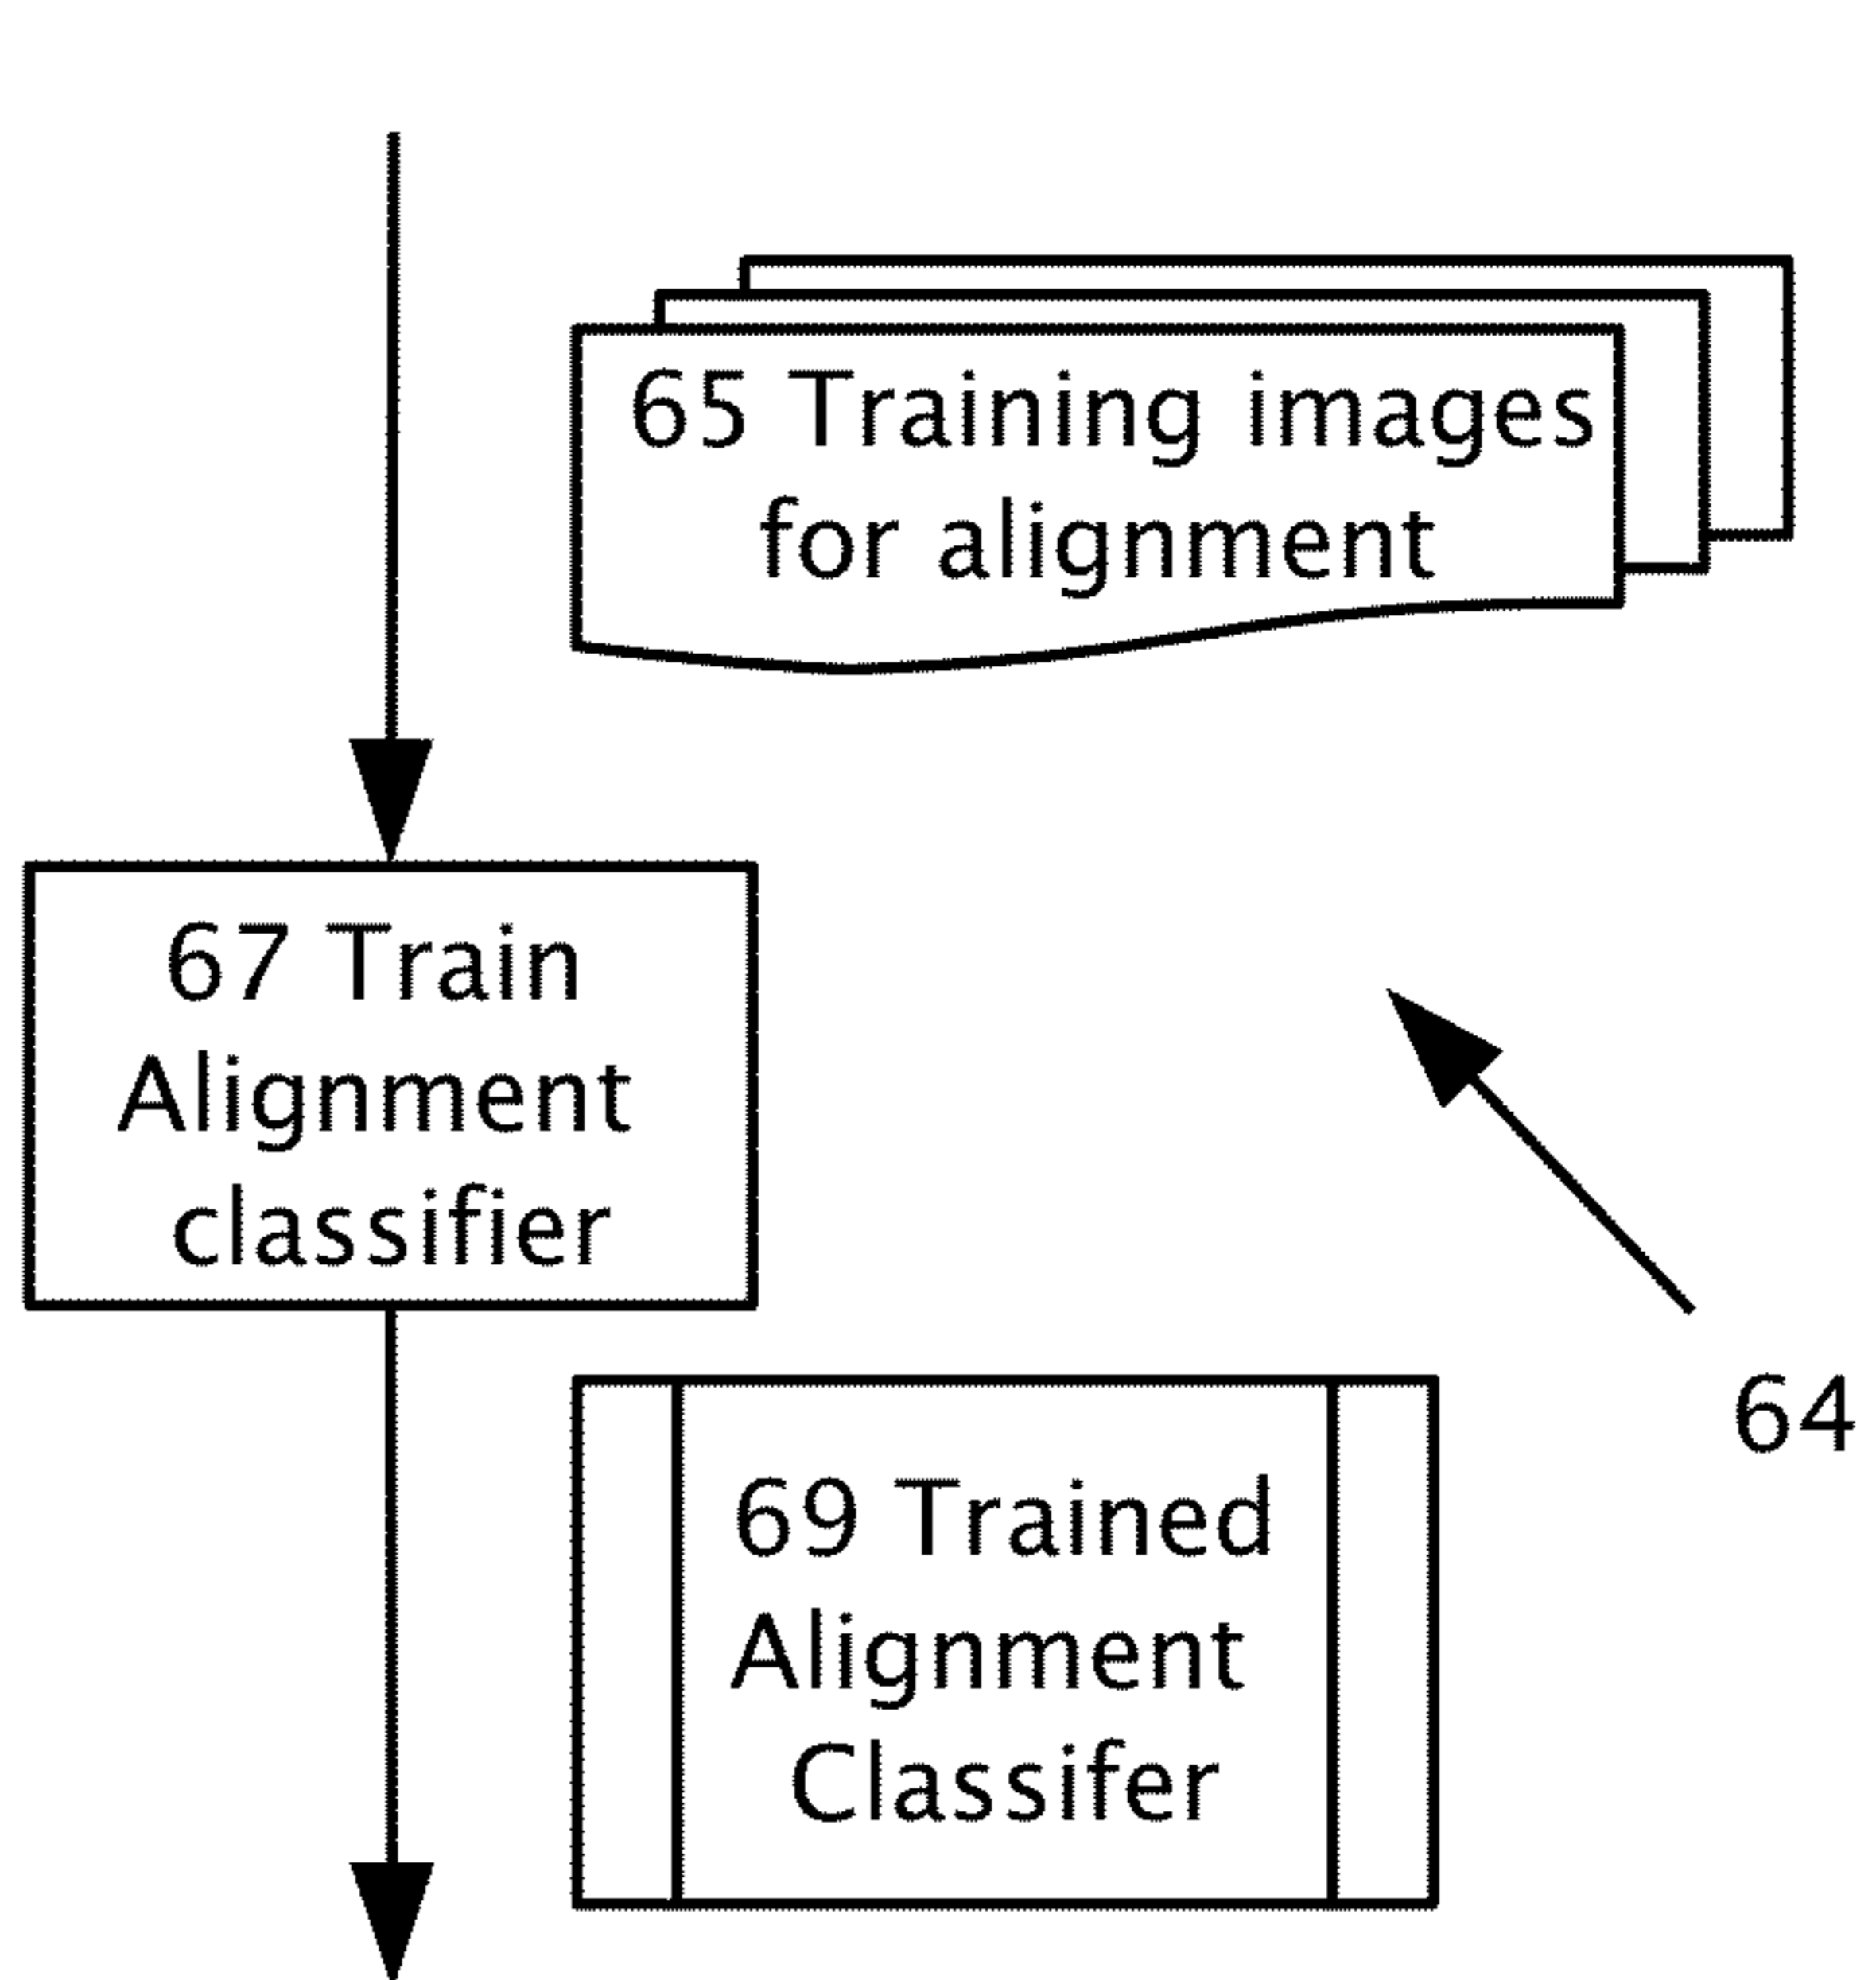 65 Training images
for alignment
67 Train
Alignment
classifier
64
69 Trained
Alignment
Classifer